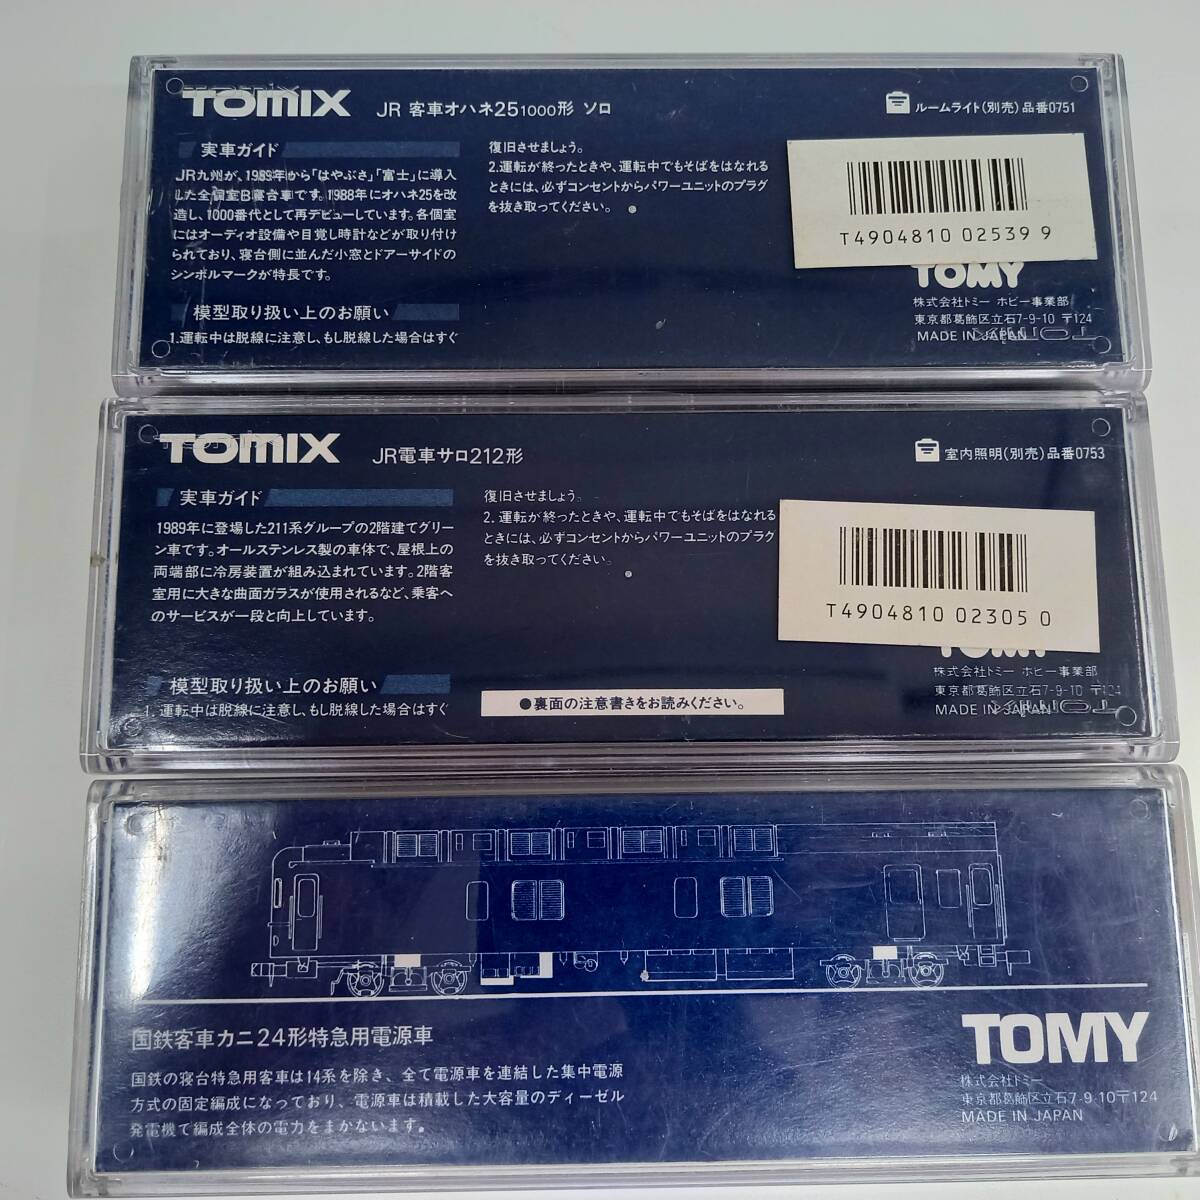 TOMIX
JR 客車オハネ25 1000形 ソロ
ルームライト(別売)品番0751
実車ガイド
JR九州が、1989年から「はやぶさ」「富士」に導入
した全個室B寝台車です。1988年にオハネ25を改
造し、1000番代として再デビューしています。各個室
にはオーディオ設備や目覚し時計などが取り付け
られており、寝台側に並んだ小窓とドアーサイドの
シンボルマークが特長です。
模型取り扱い上のお願い
1.運転中は脱線に注意し、もし脱線した場合はすぐ
復旧させましょう。
2.運転が終ったときや、運転中でもそばをはなれる
ときには、必ずコンセントからパワーユニットのプラグ
を抜き取ってください。
T4904810 02539 9
TOMY
株式会社トミー ホビー事業部
東京都葛飾区立石7-9-10 〒124
MADE IN JAPAN
TOMIX
JR電車サロ212形
室内照明(別売)品番0753
実車ガイド
1989年に登場した211系グループの2階建てグリー
ン車です。オールステンレス製の車体で、屋根上の
両端部に冷房装置が組み込まれています。2階客
室用に大きな曲面ガラスが使用されるなど、乗客へ
のサービスが一段と向上しています。
模型取り扱い上のお願い
1. 運転中は脱線に注意し、もし脱線した場合はすぐ
復旧させましょう。
2. 運転が終ったときや、運転中でもそばをはなれる
ときには、必ずコンセントからパワーユニットのプラグ
を抜き取ってください。
●裏面の注意書きをお読みください。
T4904810 02305 0
TOMY
株式会社トミー ホビー事業部
東京都葛飾区立石7-9-10 〒124
MADE IN JAPAN
国鉄客車カニ24形特急用電源車
国鉄の寝台特急用客車は14系を除き、全て電源車を連結した集中電源
方式の固定編成になっており、電源車は積載した大容量のディーゼル
発電機で編成全体の電力をまかないます。
TOMY
株式会社トミー
東京都葛飾区立石7-9-10〒124
MADE IN JAPAN